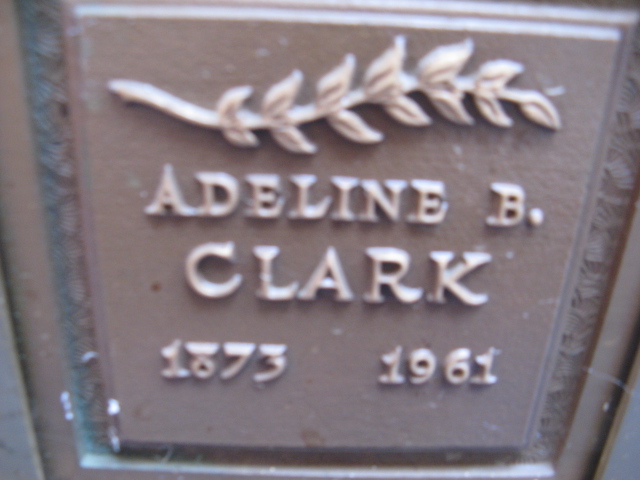 ADELINE B.
CLARK
1873 1961